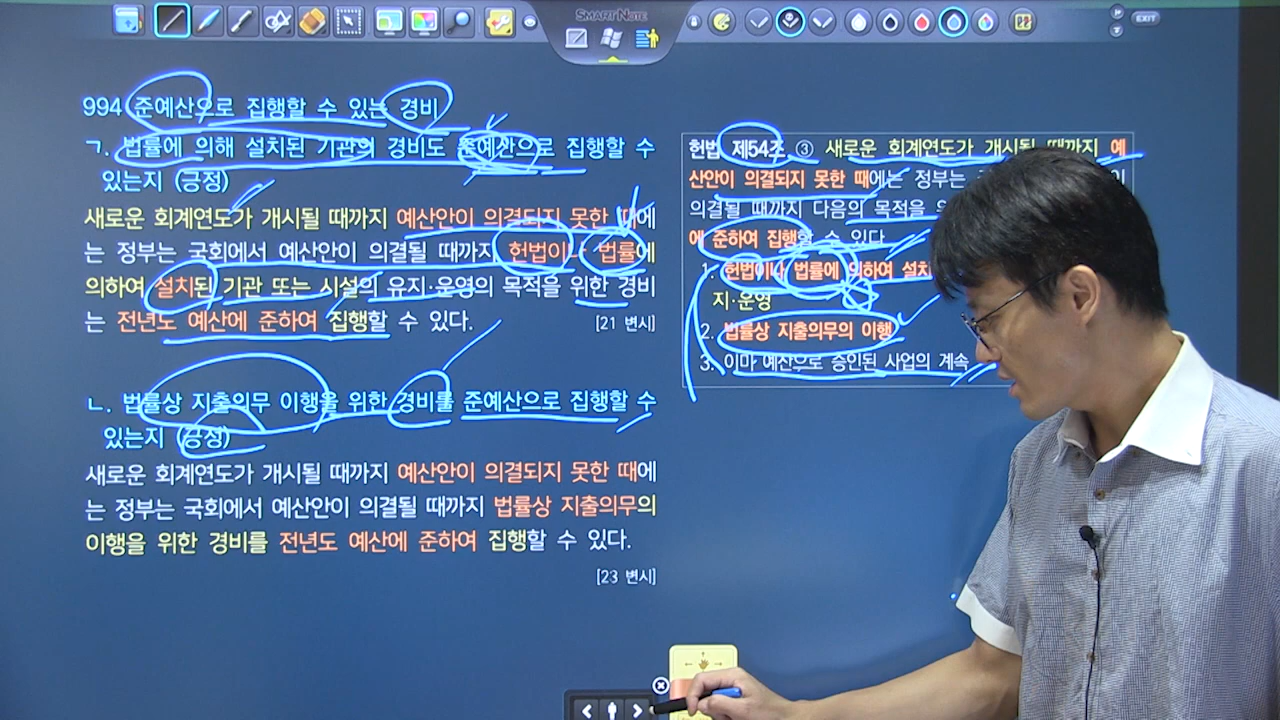 SMART NOTE
EXIT
994 준예산으로 집행할 수 있는 경비
ㄱ. 법률에 의해 설치된 기관의 경비도 준예산으로 집행할 수
있는지 (긍정)
새로운 회계연도가 개시될 때까지 예산안이 의결되지 못한 때에
는 정부는 국회에서 예산안이 의결될 때까지 헌법이나 법률에
의하여 설치된 기관 또는 시설의 유지·운영의 목적을 위한 경비
는 전년도 예산에 준하여 집행할 수 있다.
[21 변시]
ㄴ. 법률상 지출의무 이행을 위한 경비를 준예산으로 집행할 수
있는지 (긍정)
새로운 회계연도가 개시될 때까지 예산안이 의결되지 못한 때에
는 정부는 국회에서 예산안이 의결될 때까지 법률상 지출의무의
이행을 위한 경비를 전년도 예산에 준하여 집행할 수 있다.
[23 변시]
헌법 제54조 ③ 새로운 회계연도가 개시될 때까지 예
산안이 의결되지 못한 때에는 정부는
의결될 때까지 다음의 목적을
에 준하여 집행할 수 있다
1. 헌법이나 법률에 의하여 설치
지·운영
2. 법률상 지출의무의 이행
3. 이미 예산으로 승인된 사업의 계속